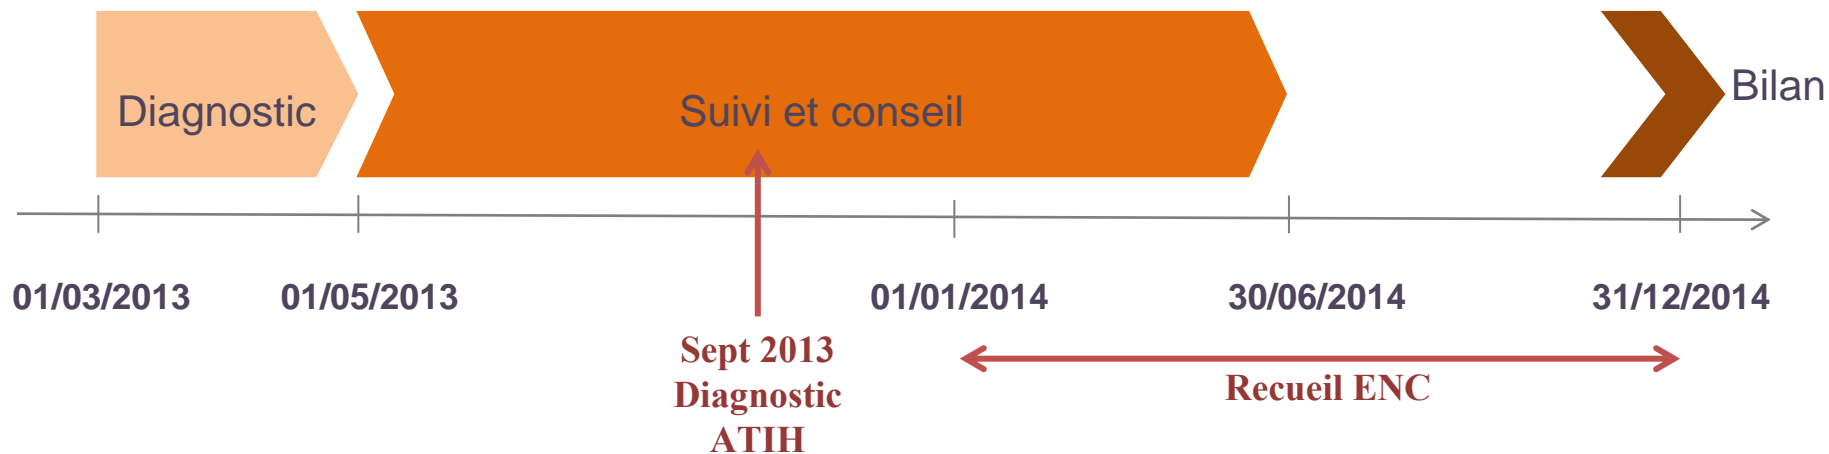 Diagnostic
Suivi et conseil
Bilan
01/03/2013
01/05/2013
01/01/2014
30/06/2014
31/12/2014
Sept 2013
Diagnostic
ATIH
Recueil ENC